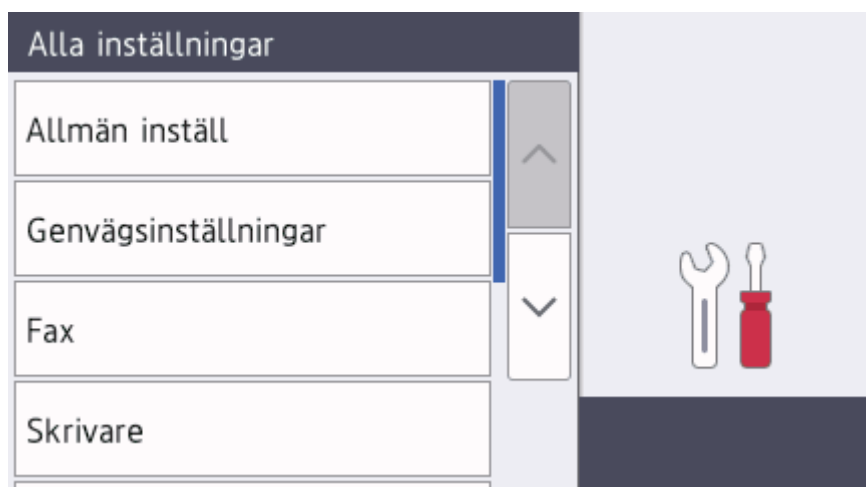 Alla inställningar
Allmän inställ
Genvägsinställningar
Fax
Skrivare